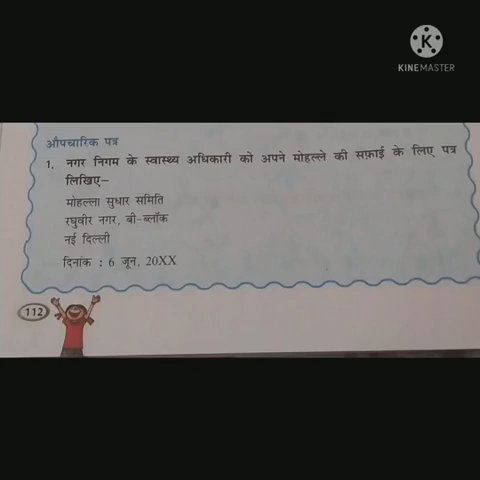 K
KINEMASTER
औपचारिक पत्र
1. नगर निगम के स्वास्थ्य अधिकारी को अपने मोहल्ले की सफ़ाई के लिए पत्र
लिखिए–
मोहल्ला सुधार समिति
रघुवीर नगर, बी-ब्लॉक
नई दिल्ली
दिनांक : 6 जून, 20XX
112